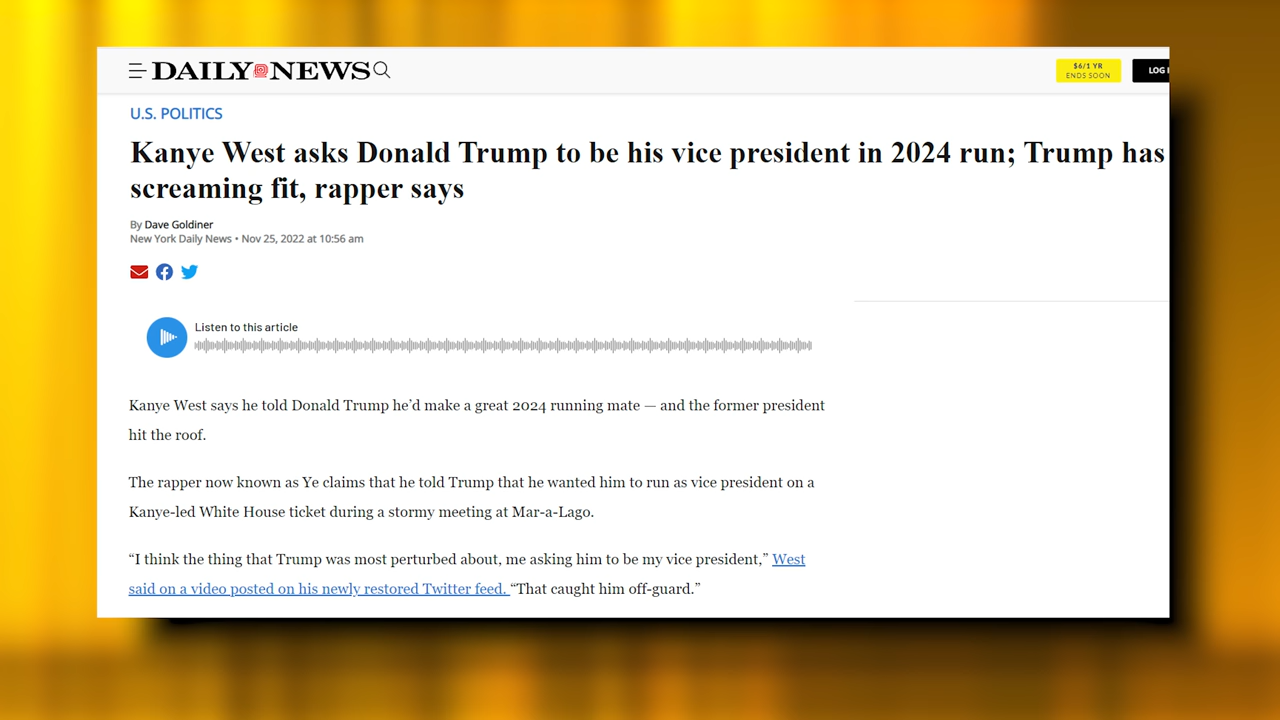 DAILY NEWS
$6/1 YR
ENDS SOON
LOG
U.S. POLITICS
Kanye West asks Donald Trump to be his vice president in 2024 run; Trump has
screaming fit, rapper says
By Dave Goldiner
New York Daily News • Nov 25, 2022 at 10:56 am
Listen to this article
Kanye West says he told Donald Trump he’d make a great 2024 running mate — and the former president
hit the roof.
The rapper now known as Ye claims that he told Trump that he wanted him to run as vice president on a
Kanye-led White House ticket during a stormy meeting at Mar-a-Lago.
“I think the thing that Trump was most perturbed about, me asking him to be my vice president,” West
said on a video posted on his newly restored Twitter feed. “That caught him off-guard.”